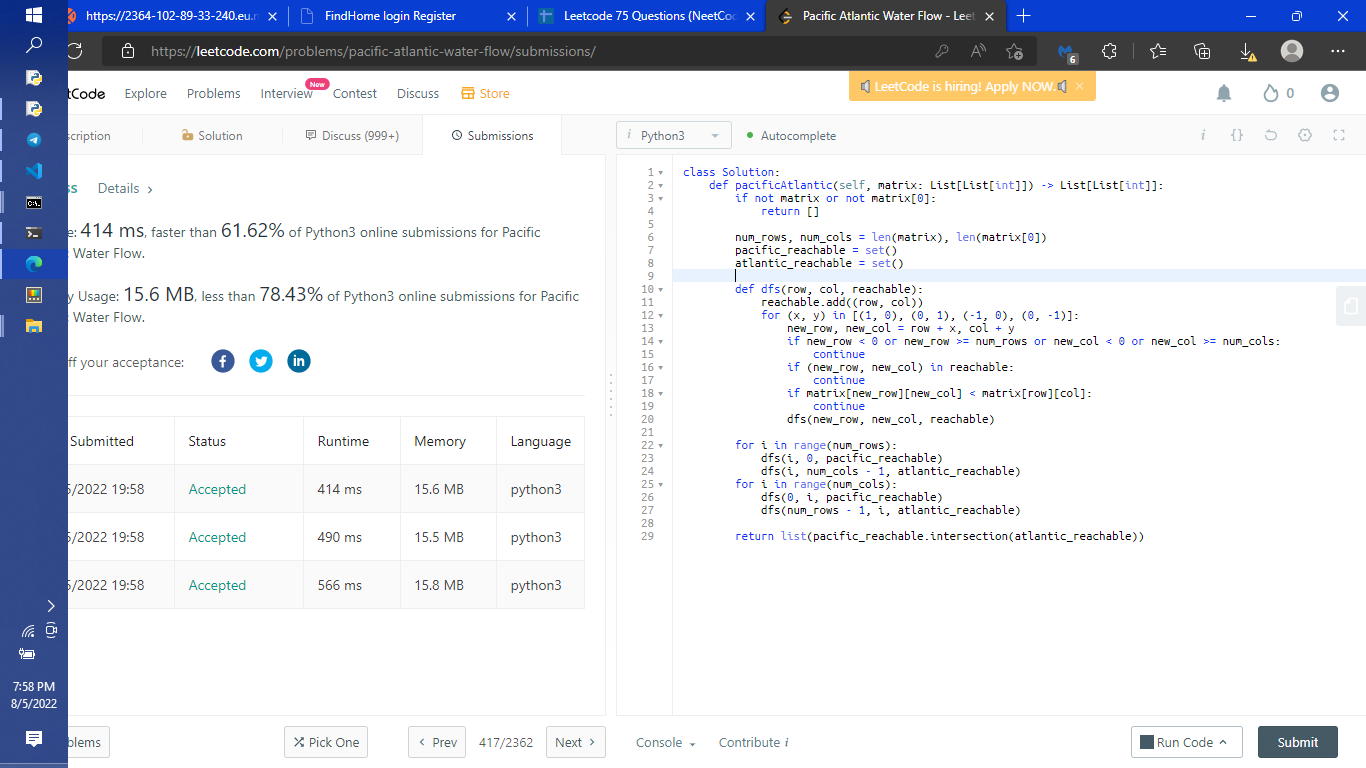 https://2364-102-89-33-240.eu.n
FindHome login Register
Leetcode 75 Questions (NeetCo
Pacific Atlantic Water Flow - Leet
https://leetcode.com/problems/pacific-atlantic-water-flow/submissions/
6
tCode
Explore
Problems
Interview
New
Contest
Discuss
Store
LeetCode is hiring! Apply NOW.
0
scription
Solution
Discuss (999+)
Submissions
i Python3
Autocomplete
i {}
ss Details >
e: 414 ms, faster than 61.62% of Python3 online submissions for Pacific
Water Flow.
y Usage: 15.6 MB, less than 78.43% of Python3 online submissions for Pacific
Water Flow.
ff your acceptance:
Submitted Status Runtime Memory Language
5/2022 19:58 Accepted 414 ms 15.6 MB python3
5/2022 19:58 Accepted 490 ms 15.5 MB python3
5/2022 19:58 Accepted 566 ms 15.8 MB python3
1 class Solution:
2 def pacificAtlantic(self, matrix: List[List[int]]) -> List[List[int]]:
3 if not matrix or not matrix[0]:
4 return []
5
6 num_rows, num_cols = len(matrix), len(matrix[0])
7 pacific_reachable = set()
8 atlantic_reachable = set()
9
10 def dfs(row, col, reachable):
11 reachable.add((row, col))
12 for (x, y) in [(1, 0), (0, 1), (-1, 0), (0, -1)]:
13 new_row, new_col = row + x, col + y
14 if new_row < 0 or new_row >= num_rows or new_col < 0 or new_col >= num_cols:
15 continue
16 if (new_row, new_col) in reachable:
17 continue
18 if matrix[new_row][new_col] < matrix[row][col]:
19 continue
20 dfs(new_row, new_col, reachable)
21
22 for i in range(num_rows):
23 dfs(i, 0, pacific_reachable)
24 dfs(i, num_cols - 1, atlantic_reachable)
25 for i in range(num_cols):
26 dfs(0, i, pacific_reachable)
27 dfs(num_rows - 1, i, atlantic_reachable)
28
29 return list(pacific_reachable.intersection(atlantic_reachable))
7:58 PM
8/5/2022
blems
Pick One
< Prev
417/2362
Next >
Console
Contribute i
Run Code
Submit